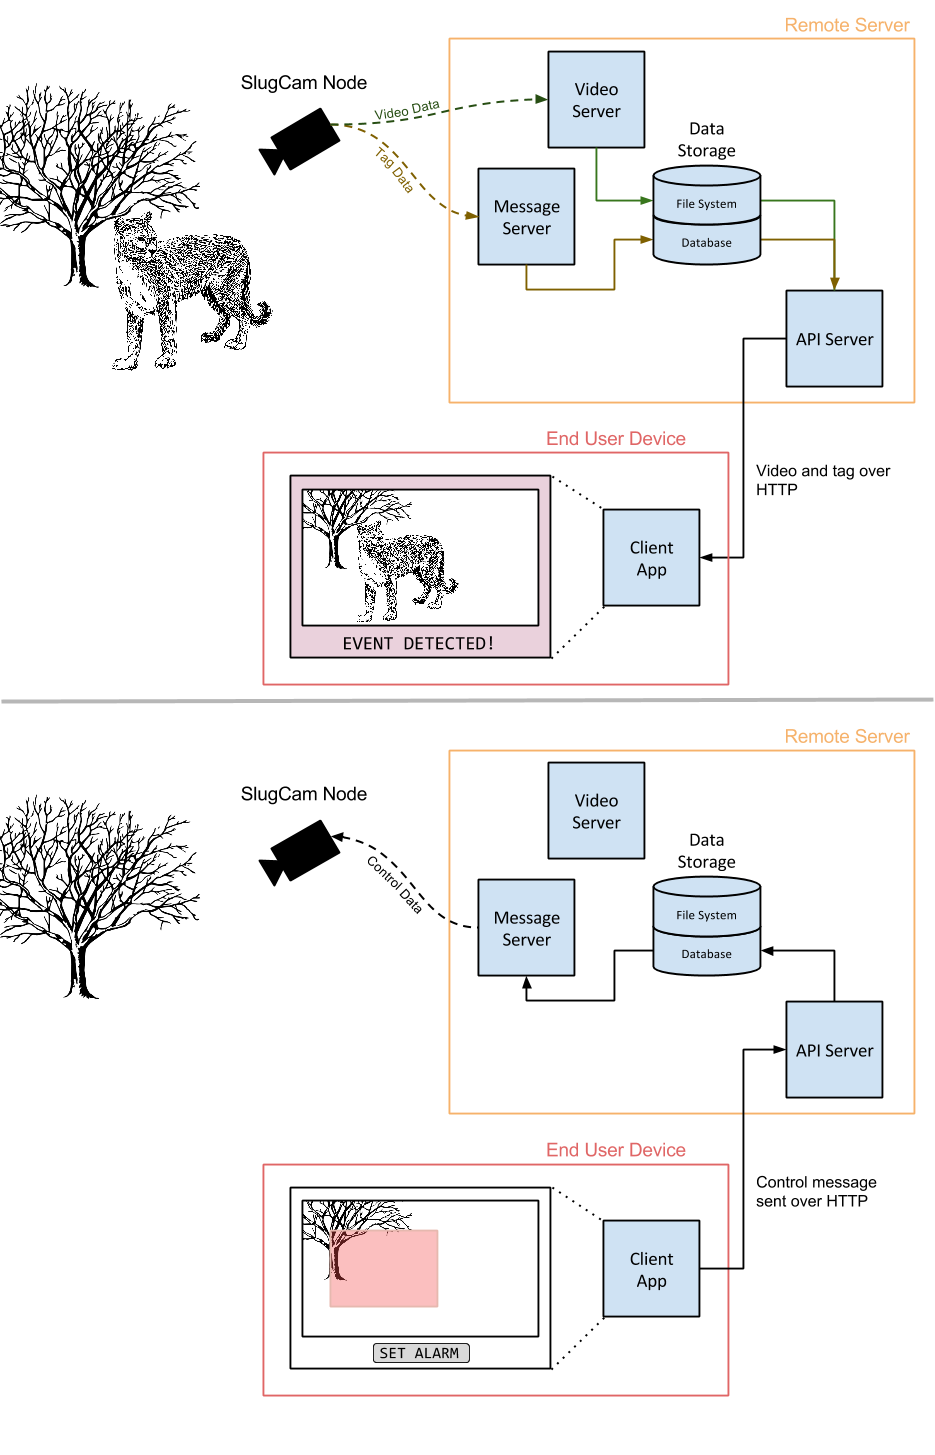 Remote Server
SlugCam Node
Video Data
Tag Data
Video
Server
Data
Storage
File System
Database
Message
Server
API Server
End User Device
Video and tag over
HTTP
Client
App
EVENT DETECTED!
Remote Server
SlugCam Node
Control Data
Video
Server
Data
Storage
File System
Database
Message
Server
API Server
End User Device
Control message
sent over HTTP
Client
App
SET ALARM